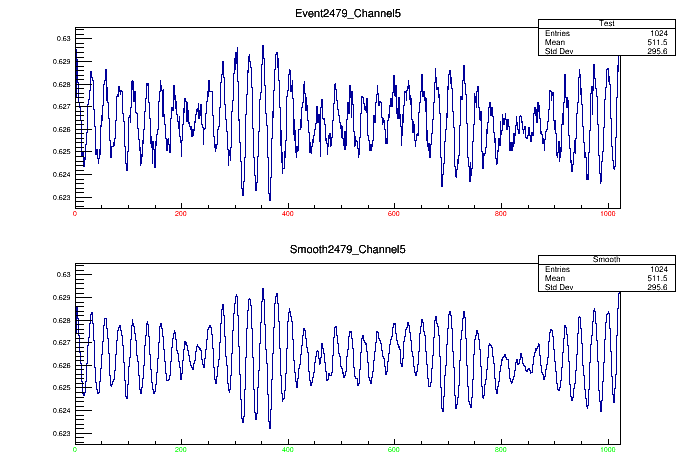 Event2479_Channel5
Test
Entries 1024
Mean 511.5
Std Dev 295.6
0.63
0.629
0.628
0.627
0.626
0.625
0.624
0.623
0 200 400 600 800 1000
Smooth2479_Channel5
Smooth
Entries 1024
Mean 511.5
Std Dev 295.6
0.63
0.629
0.628
0.627
0.626
0.625
0.624
0.623
0 200 400 600 800 1000